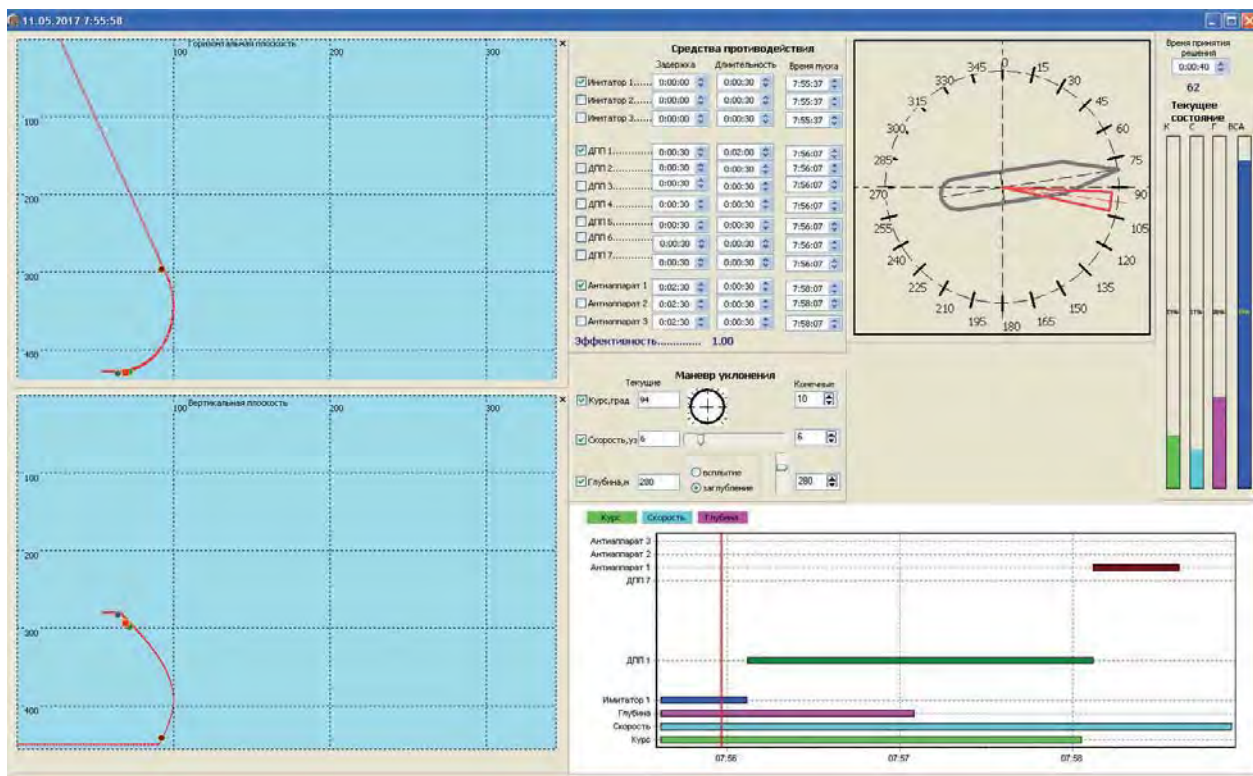 11.05.2017 7:55:58
Горизонтальная плоскость
100 200 300
100
200
300
400
Вертикальная плоскость
100 200 300
100
200
300
400
Средства противодействия
Задержка Длительность Время пуска
Имитатор 1...... 0:00:00 0:00:30 7:55:37
Имитатор 2...... 0:00:00 0:00:30 7:55:37
Имитатор 3...... 0:00:00 0:00:30 7:55:37
ДПП 1............ 0:00:30 0:02:00 7:56:07
ДПП 2............ 0:00:30 0:00:30 7:56:07
ДПП 3............ 0:00:30 0:00:30 7:56:07
ДПП 4............ 0:00:30 0:00:30 7:56:07
ДПП 5............ 0:00:30 0:00:30 7:56:07
ДПП 6............ 0:00:30 0:00:30 7:56:07
ДПП 7............ 0:00:30 0:00:30 7:56:07
Антиаппарат 1 0:02:30 0:00:30 7:58:07
Антиаппарат 2 0:02:30 0:00:30 7:58:07
Антиаппарат 3 0:02:30 0:00:30 7:58:07
Эффективность.............. 1.00
Маневр уклонения
Текущие Конечные
Курс,град 94 10
Скорость,уз 6 6
всплытие
Глубина,м 280 280
заглубление
0 15 30 45 60 75 90 105 120 135 150 165 180 195 210 225 240 255 270 285 300 315 330 345
Время принятия
решения
0:00:40
62
Текущее
состояние
К С Г БСА
Курс Скорость Глубина
Антиаппарат 3
Антиаппарат 2
Антиаппарат 1
ДПП 7
ДПП 1
Имитатор 1
Глубина
Скорость
Курс
07:56 07:57 07:58